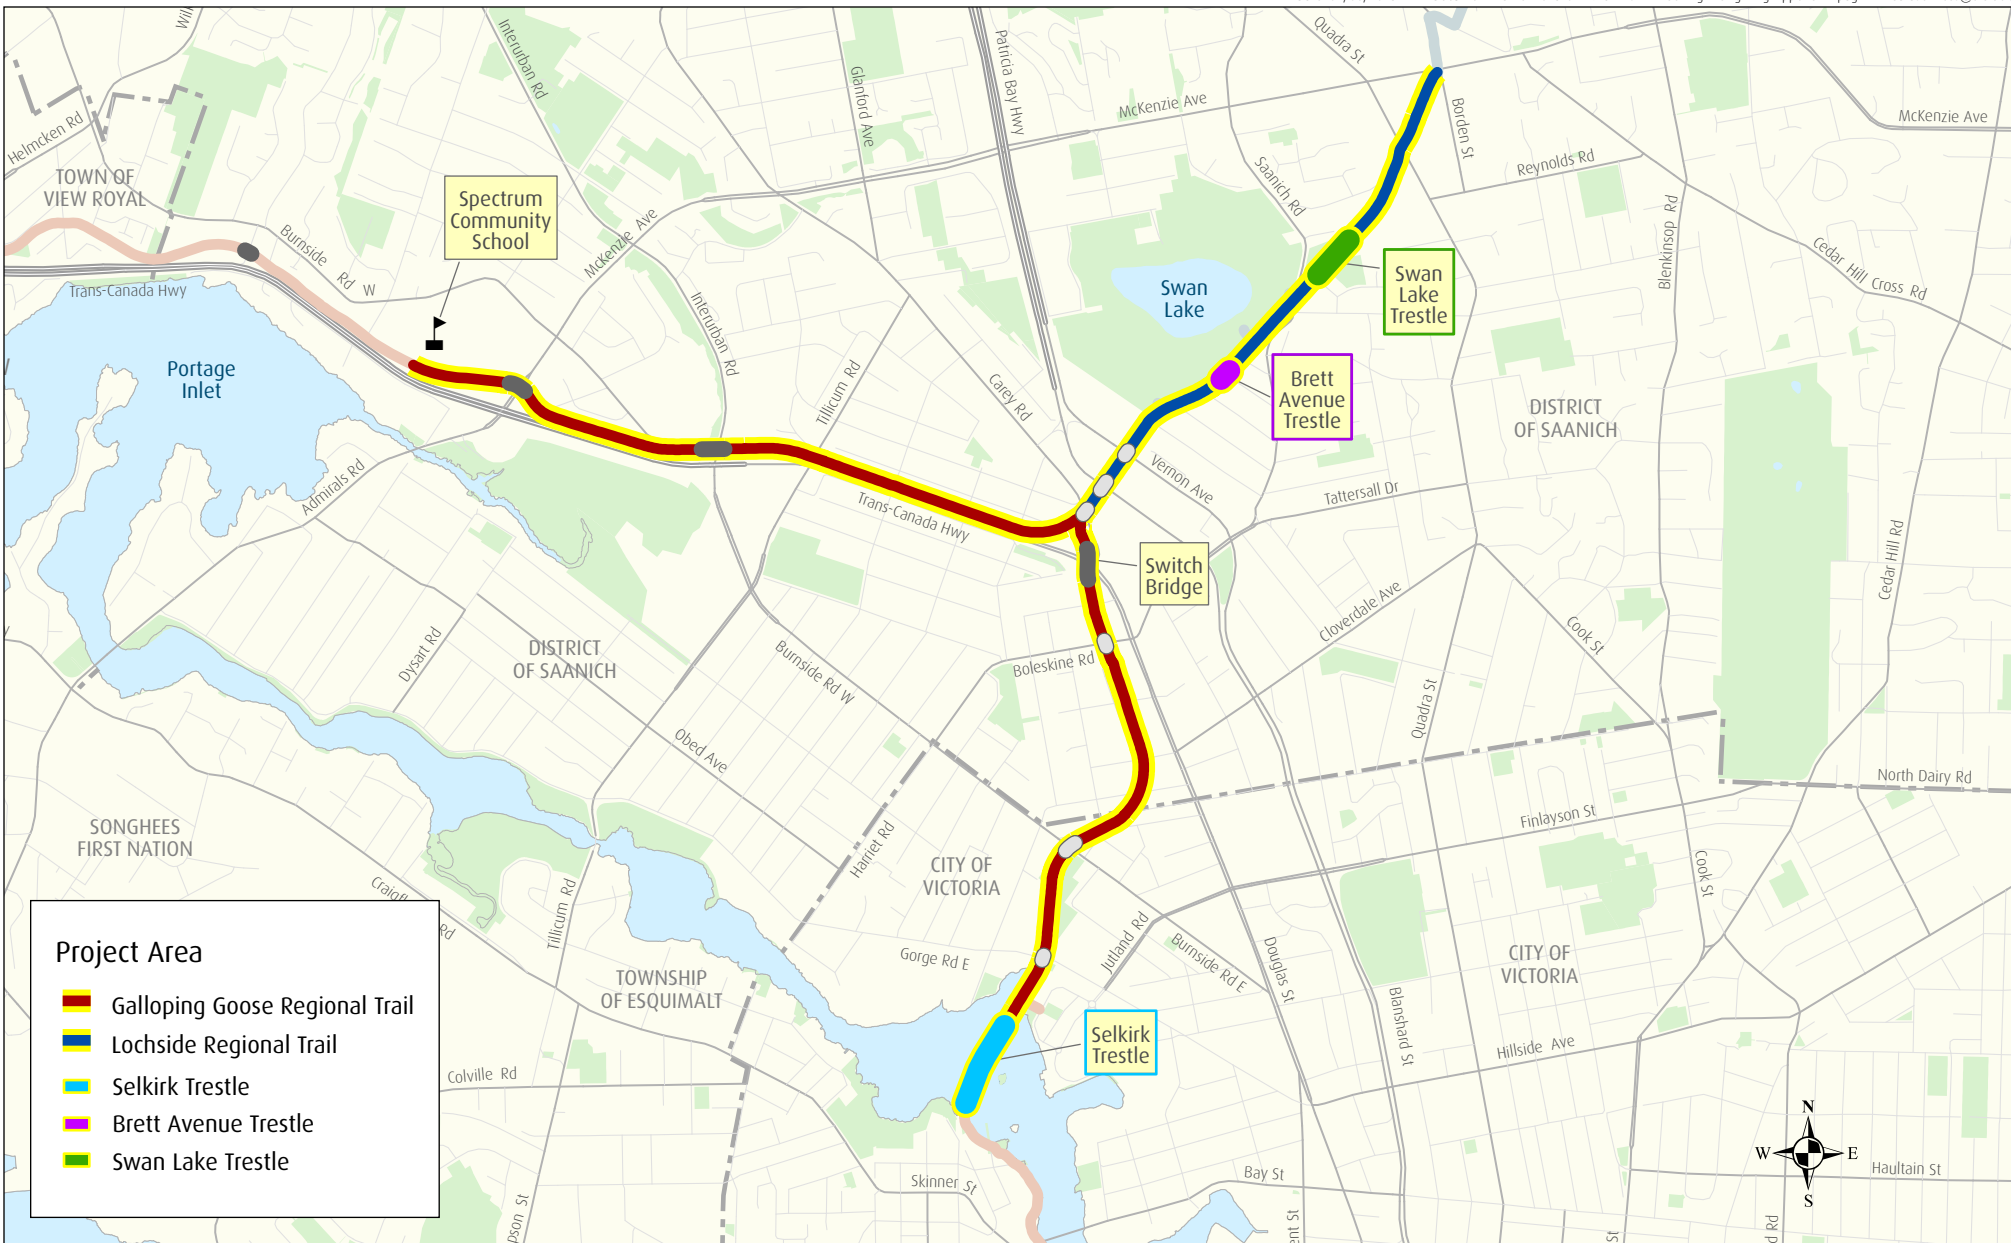 Quadra St
McKenzie Ave
Interurban Rd
Glanford Ave
Patricia Bay Hwy
McKenzie Ave
Borden St
Reynolds Rd
Helmcken Rd
TOWN OF
VIEW ROYAL
Spectrum
Community
School
Saanich Rd
Blenkinsop Rd
Cedar Hill Cross Rd
Burnside Rd W
McKenzie Ave
Trans-Canada Hwy
Interurban Rd
Swan
Lake
Swan
Lake
Trestle
Portage
Inlet
Tillicum Rd
Carey Rd
Brett
Avenue
Trestle
DISTRICT
OF SAANICH
Admirals Rd
Vernon Ave
Tattersall Dr
Trans-Canada Hwy
Switch
Bridge
Cedar Hill Rd
Cloverdale Ave
Cook St
Dysart Rd
DISTRICT
OF SAANICH
Burnside Rd W
Boleskine Rd
Quadra St
Obed Ave
North Dairy Rd
SONGHEES
FIRST NATION
Harriet Rd
CITY OF
VICTORIA
Finlayson St
Cook St
Tillicum Rd
Rd
Gorge Rd E
Jutland Rd
Burnside Rd E
Douglas St
CITY OF
VICTORIA
TOWNSHIP
OF ESQUIMALT
Blanshard St
Selkirk
Trestle
Hillside Ave
Colville Rd
Skinner St
Bay St
Haultain St
Project Area
Galloping Goose Regional Trail
Lochside Regional Trail
Selkirk Trestle
Brett Avenue Trestle
Swan Lake Trestle
N
W E
S